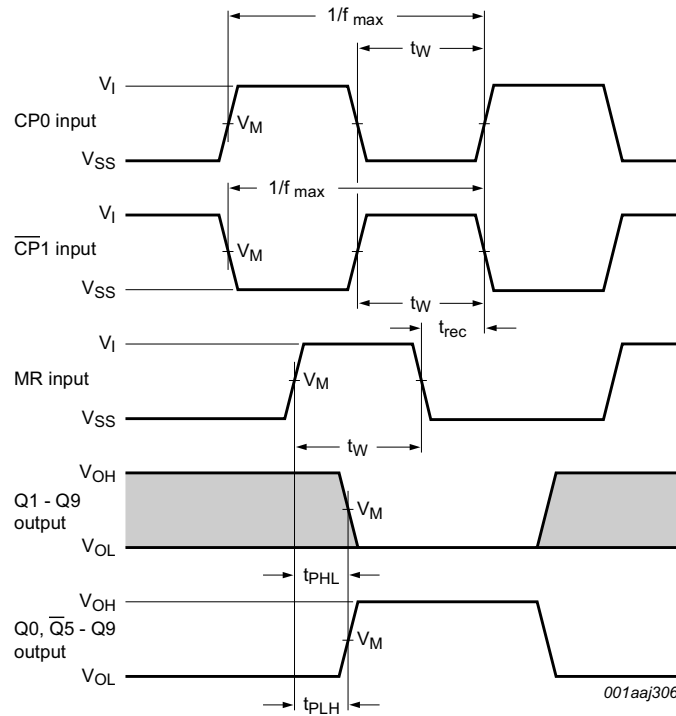 1/f max
tW
VI
CP0 input
VM
VSS
1/f max
VI
CP1 input
VM
VSS
tW
trec
VI
MR input
VM
VSS
tW
VOH
Q1 - Q9
output
VM
VOL
tPHL
VOH
Q0, Q5 - Q9
output
VM
VOL
tPLH
001aaj306